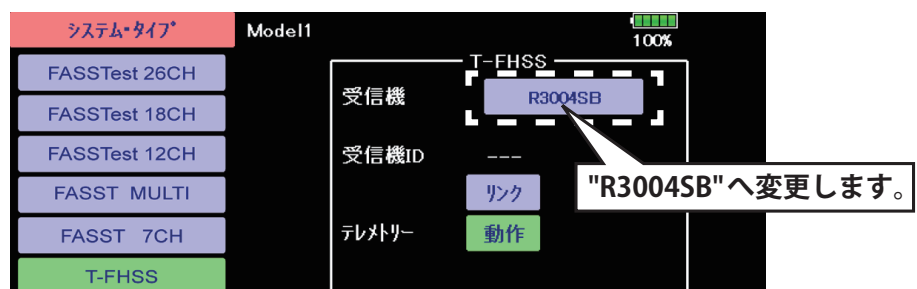 システム・タイプ
Model1
100%
FASSTest 26CH
FASSTest 18CH
FASSTest 12CH
FASST MULTI
FASST 7CH
T-FHSS
T-FHSS
受信機
R3004SB
受信機ID
---
リンク
テレメトリー
動作
"R3004SB"へ変更します。